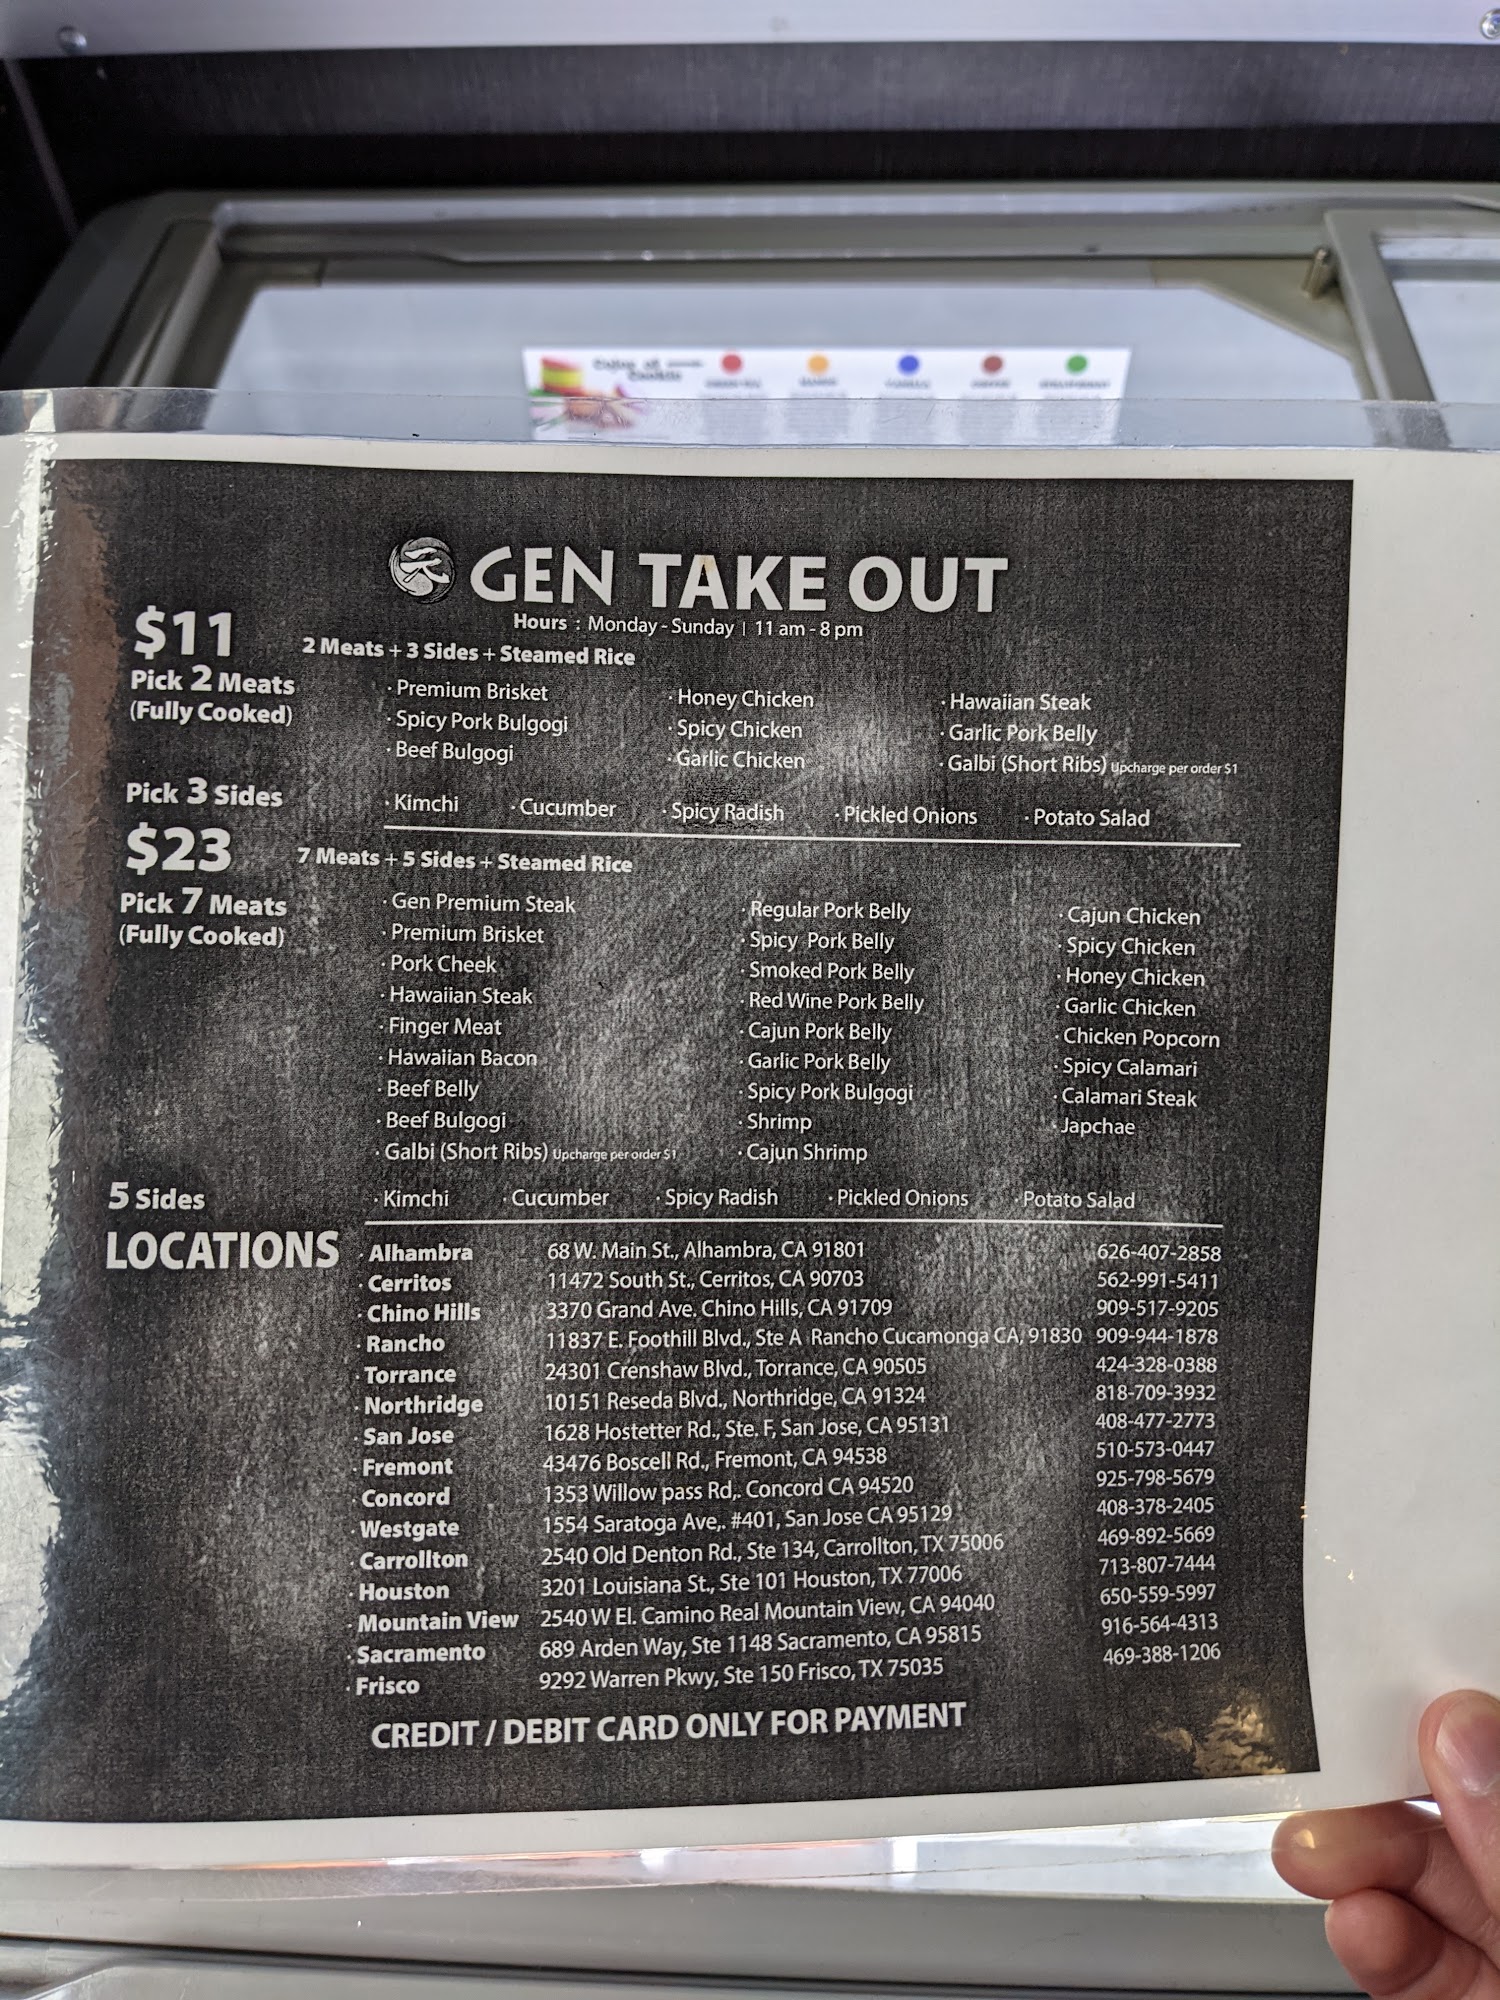 GEN TAKE OUT
Hours : Monday - Sunday | 11 am - 8 pm
$11
2 Meats + 3 Sides + Steamed Rice
Pick 2 Meats
(Fully Cooked)
· Premium Brisket
· Spicy Pork Bulgogi
· Beef Bulgogi
· Honey Chicken
· Spicy Chicken
· Garlic Chicken
· Hawaiian Steak
· Garlic Pork Belly
· Galbi (Short Ribs) Upcharge per order $1
Pick 3 Sides
· Kimchi · Cucumber · Spicy Radish · Pickled Onions · Potato Salad
$23
7 Meats + 5 Sides + Steamed Rice
Pick 7 Meats
(Fully Cooked)
· Gen Premium Steak
· Premium Brisket
· Pork Cheek
· Hawaiian Steak
· Finger Meat
· Hawaiian Bacon
· Beef Belly
· Beef Bulgogi
· Galbi (Short Ribs) Upcharge per order $1
· Regular Pork Belly
· Spicy Pork Belly
· Smoked Pork Belly
· Red Wine Pork Belly
· Cajun Pork Belly
· Garlic Pork Belly
· Spicy Pork Bulgogi
· Shrimp
· Cajun Shrimp
· Cajun Chicken
· Spicy Chicken
· Honey Chicken
· Garlic Chicken
· Chicken Popcorn
· Spicy Calamari
· Calamari Steak
· Japchae
5 Sides
· Kimchi · Cucumber · Spicy Radish · Pickled Onions · Potato Salad
LOCATIONS
· Alhambra 68 W. Main St., Alhambra, CA 91801 626-407-2858
· Cerritos 11472 South St., Cerritos, CA 90703 562-991-5411
· Chino Hills 3370 Grand Ave. Chino Hills, CA 91709 909-517-9205
· Rancho 11837 E. Foothill Blvd., Ste A Rancho Cucamonga CA, 91830 909-944-1878
· Torrance 24301 Crenshaw Blvd., Torrance, CA 90505 424-328-0388
· Northridge 10151 Reseda Blvd., Northridge, CA 91324 818-709-3932
· San Jose 1628 Hostetter Rd., Ste. F, San Jose, CA 95131 408-477-2773
· Fremont 43476 Boscell Rd., Fremont, CA 94538 510-573-0447
· Concord 1353 Willow pass Rd,. Concord CA 94520 925-798-5679
· Westgate 1554 Saratoga Ave,. #401, San Jose CA 95129 408-378-2405
· Carrollton 2540 Old Denton Rd., Ste 134, Carrollton, TX 75006 469-892-5669
· Houston 3201 Louisiana St., Ste 101 Houston, TX 77006 713-807-7444
· Mountain View 2540 W El. Camino Real Mountain View, CA 94040 650-559-5997
· Sacramento 689 Arden Way, Ste 1148 Sacramento, CA 95815 916-564-4313
· Frisco 9292 Warren Pkwy, Ste 150 Frisco, TX 75035 469-388-1206
CREDIT / DEBIT CARD ONLY FOR PAYMENT